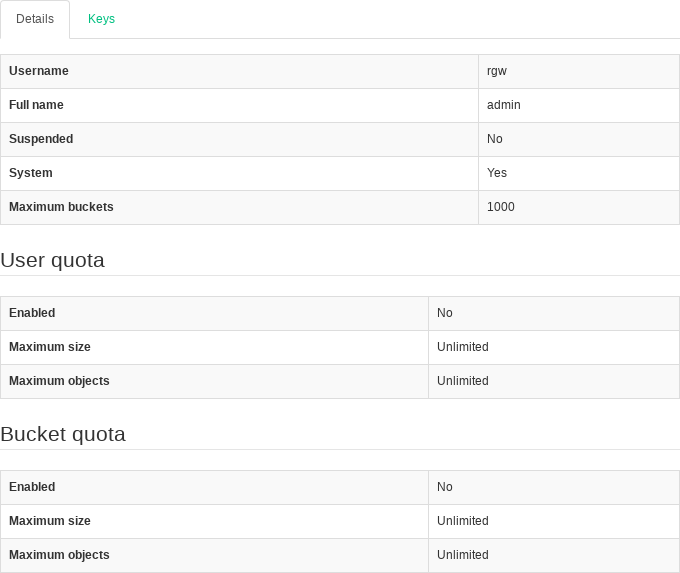 Details Keys
Username rgw
Full name admin
Suspended No
System Yes
Maximum buckets 1000
User quota
Enabled No
Maximum size Unlimited
Maximum objects Unlimited
Bucket quota
Enabled No
Maximum size Unlimited
Maximum objects Unlimited